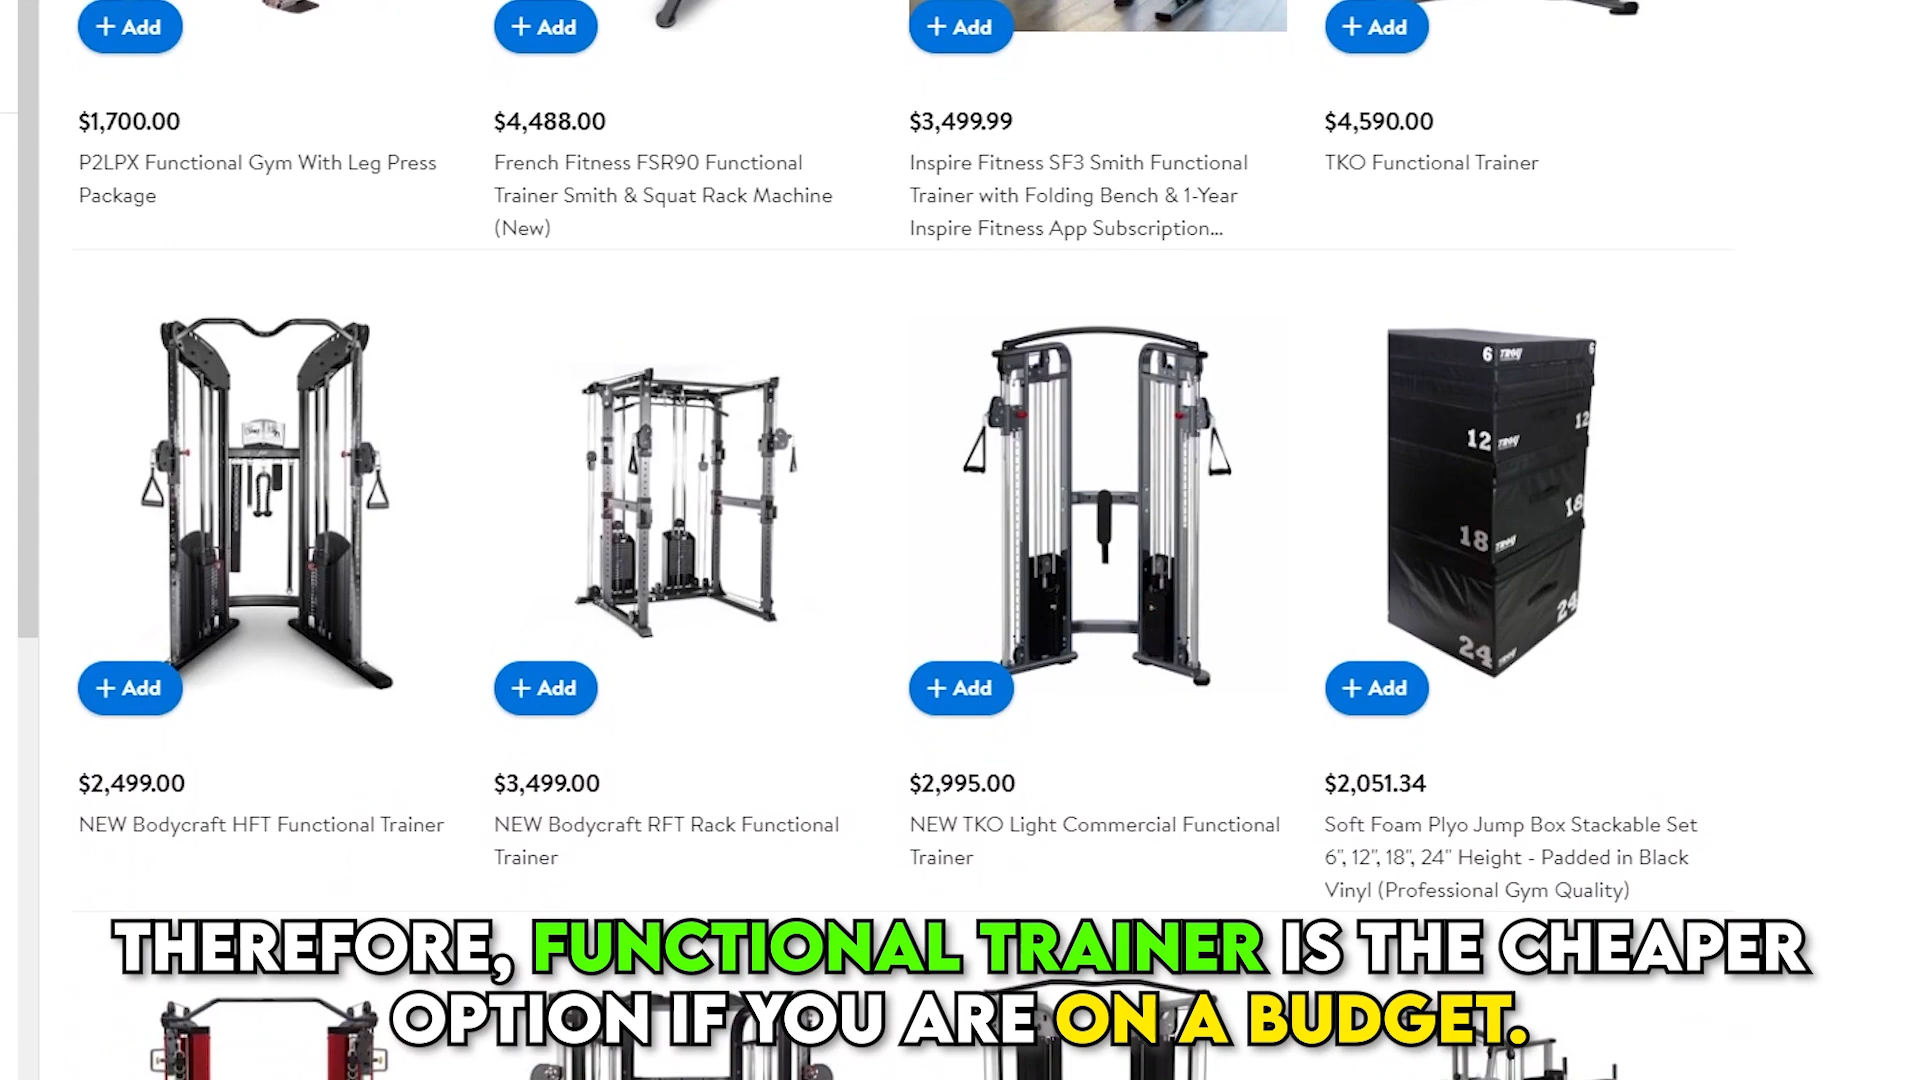 + Add
+ Add
+ Add
+ Add
$1,700.00
P2LPX Functional Gym With Leg Press
Package
$4,488.00
French Fitness FSR90 Functional
Trainer Smith & Squat Rack Machine
(New)
$3,499.99
Inspire Fitness SF3 Smith Functional
Trainer with Folding Bench & 1-Year
Inspire Fitness App Subscription...
$4,590.00
TKO Functional Trainer
6 TROY 6
12 TROY 12
18 TROY 18
24 TROY 24
+ Add
+ Add
+ Add
+ Add
$2,499.00
NEW Bodycraft HFT Functional Trainer
$3,499.00
NEW Bodycraft RFT Rack Functional
Trainer
$2,995.00
NEW TKO Light Commercial Functional
Trainer
$2,051.34
Soft Foam Plyo Jump Box Stackable Set
6", 12", 18", 24" Height - Padded in Black
Vinyl (Professional Gym Quality)
THEREFORE, FUNCTIONAL TRAINER IS THE CHEAPER
OPTION IF YOU ARE ON A BUDGET.